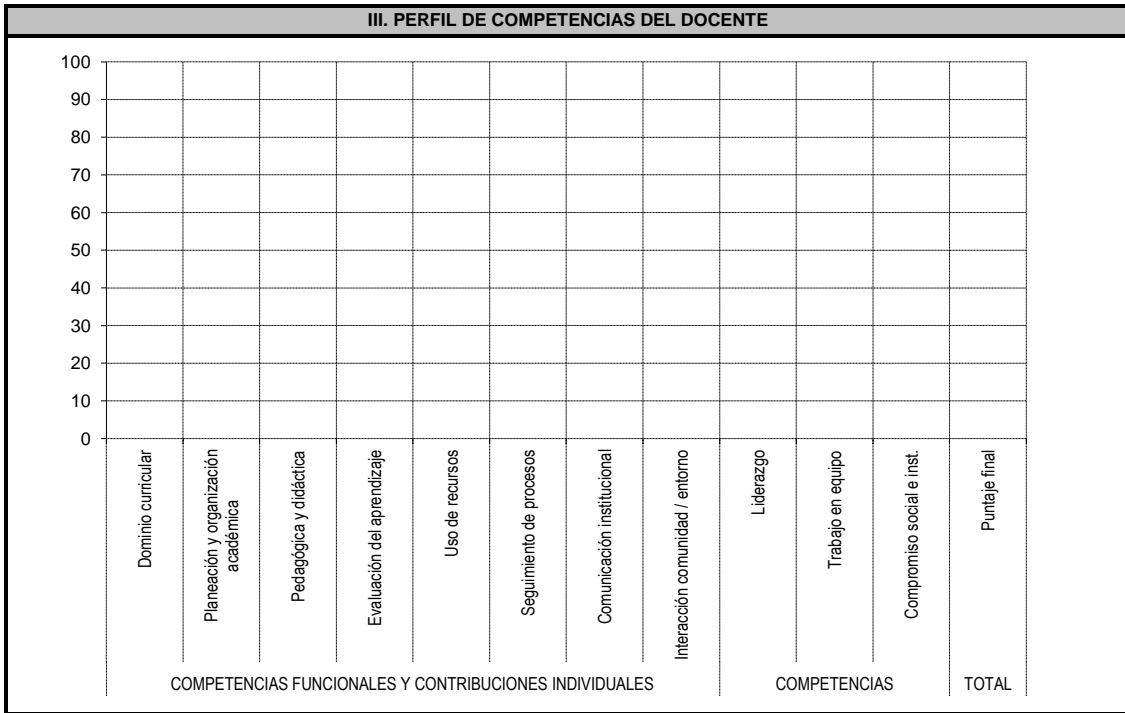 III. PERFIL DE COMPETENCIAS DEL DOCENTE
100
90
80
70
60
50
40
30
20
10
0
Dominio curricular
Planeación y organización
académica
Pedagógica y didáctica
Evaluación del aprendizaje
Uso de recursos
Seguimiento de procesos
Comunicación institucional
Interacción comunidad / entorno
Liderazgo
Trabajo en equipo
Compromiso social e inst.
Puntaje final
COMPETENCIAS FUNCIONALES Y CONTRIBUCIONES INDIVIDUALES
COMPETENCIAS
TOTAL